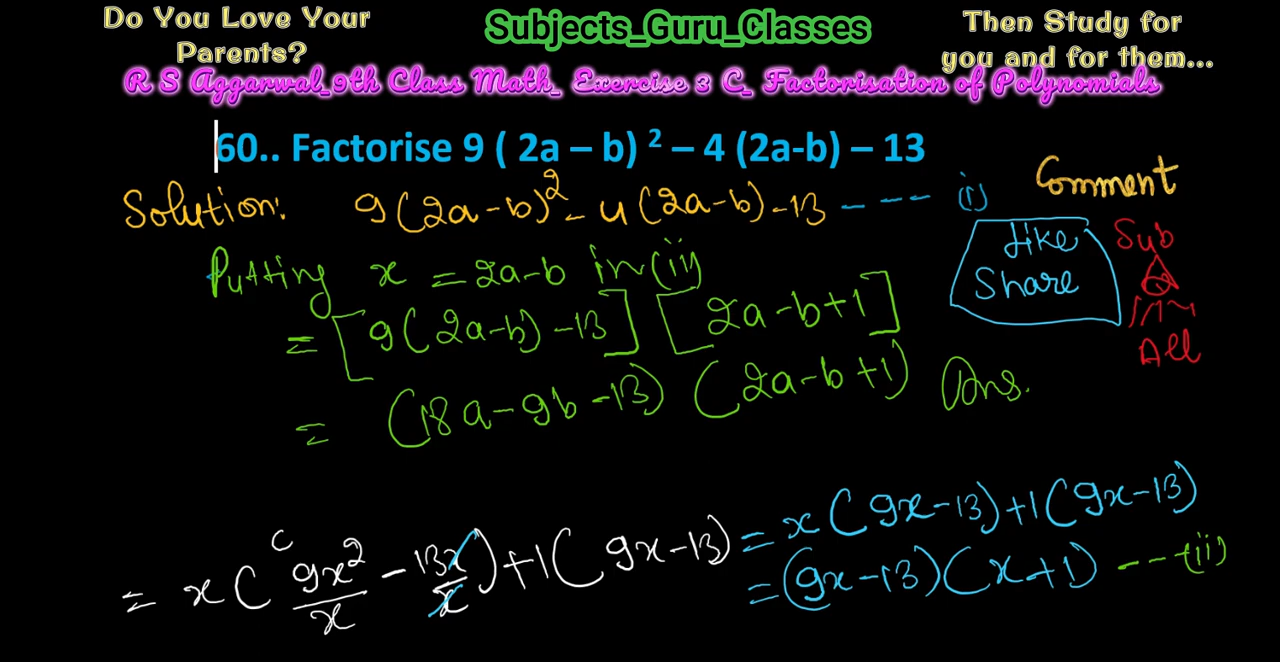 Do You Love Your
Parents?
Subjects_Guru_Classes
Then Study for
you and for them...
R S Aggarwal_9th Class Math_ Exercise 3 C_ Factorisation of Polynomials
60.. Factorise 9 ( 2a – b) ² – 4 (2a-b) – 13
Solution: 9(2a-b)² - 4(2a-b) - 13 ---- (i)
Comment
Like
Share
Sub
All
Putting x = 2a-b in (ii)
= [9(2a-b) -13] [2a-b+1]
= (18a-9b-13) (2a-b+1) Ans.
= x ( 9x²/x - 13x/x ) +1 ( 9x-13)
= x (9x-13) +1 (9x-13)
= (9x-13) (x+1) --- (ii)